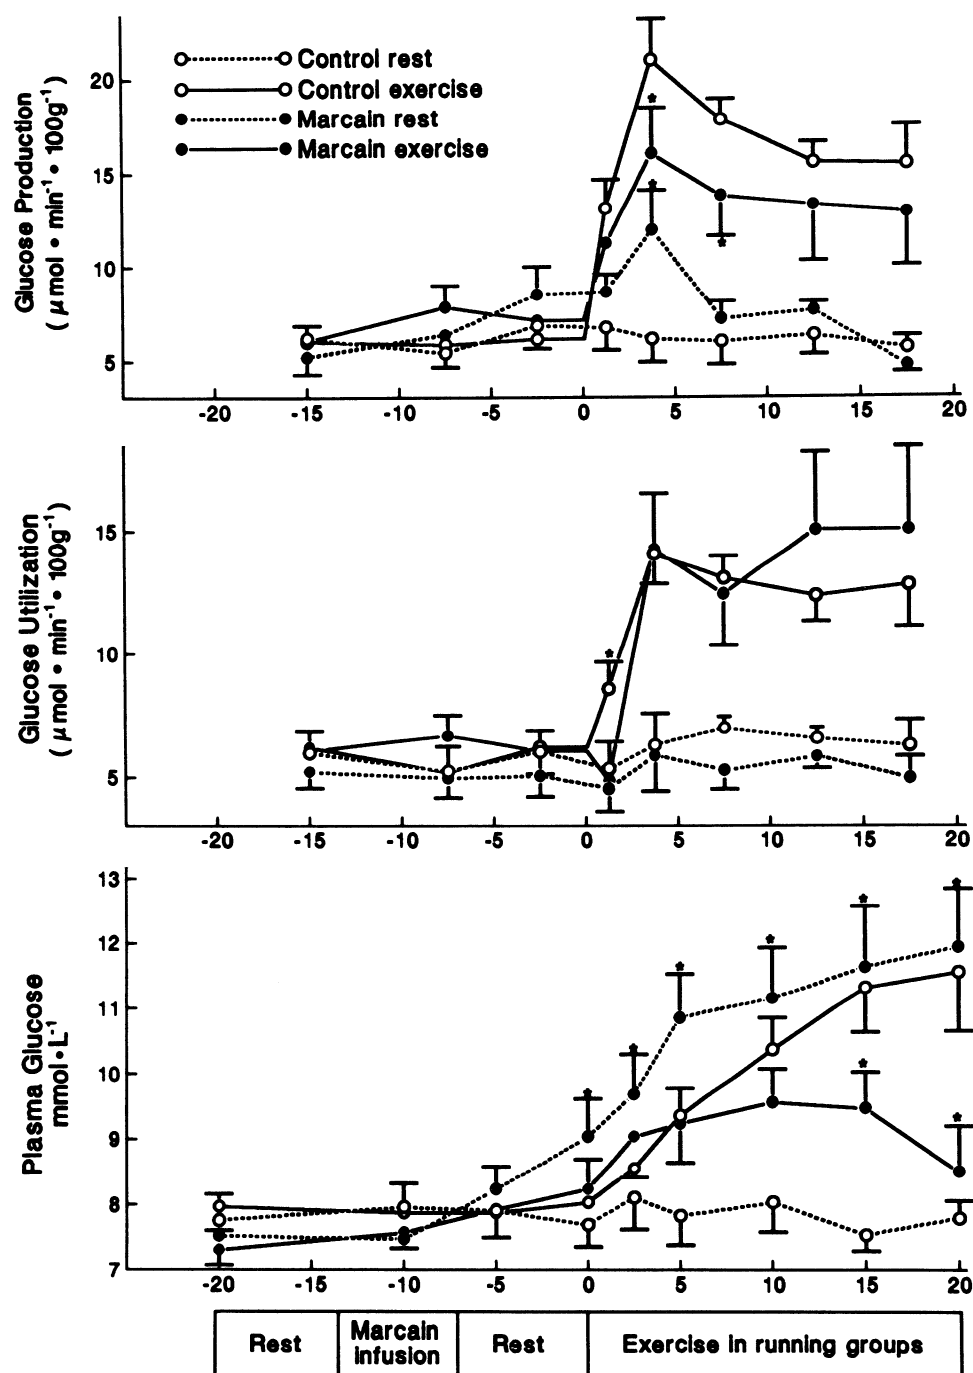 Control rest
Control exercise
Marcain rest
Marcain exercise
Glucose Production
(μmol • min⁻¹ • 100g⁻¹)
20
15
10
5
-20 -15 -10 -5 0 5 10 15 20
Glucose Utilization
(μmol • min⁻¹ • 100g⁻¹)
15
10
5
-20 -15 -10 -5 0 5 10 15 20
Plasma Glucose
mmol•L⁻¹
13
12
11
10
9
8
7
-20 -15 -10 -5 0 5 10 15 20
Rest
Marcain
infusion
Rest
Exercise in running groups